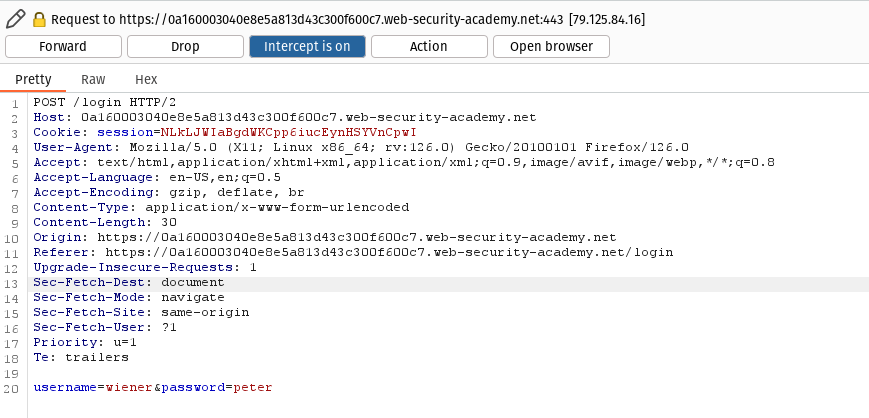 Request to https://0a160003040e8e5a813d43c300f600c7.web-security-academy.net:443 [79.125.84.16]
Forward Drop Intercept is on Action Open browser
Pretty Raw Hex
1 POST /login HTTP/2
2 Host: 0a160003040e8e5a813d43c300f600c7.web-security-academy.net
3 Cookie: session=NLkLJWIaBgdWKCpp6iucEynHSYVnCpwI
4 User-Agent: Mozilla/5.0 (X11; Linux x86_64; rv:126.0) Gecko/20100101 Firefox/126.0
5 Accept: text/html,application/xhtml+xml,application/xml;q=0.9,image/avif,image/webp,*/*;q=0.8
6 Accept-Language: en-US,en;q=0.5
7 Accept-Encoding: gzip, deflate, br
8 Content-Type: application/x-www-form-urlencoded
9 Content-Length: 30
10 Origin: https://0a160003040e8e5a813d43c300f600c7.web-security-academy.net
11 Referer: https://0a160003040e8e5a813d43c300f600c7.web-security-academy.net/login
12 Upgrade-Insecure-Requests: 1
13 Sec-Fetch-Dest: document
14 Sec-Fetch-Mode: navigate
15 Sec-Fetch-Site: same-origin
16 Sec-Fetch-User: ?1
17 Priority: u=1
18 Te: trailers
19
20 username=wiener&password=peter